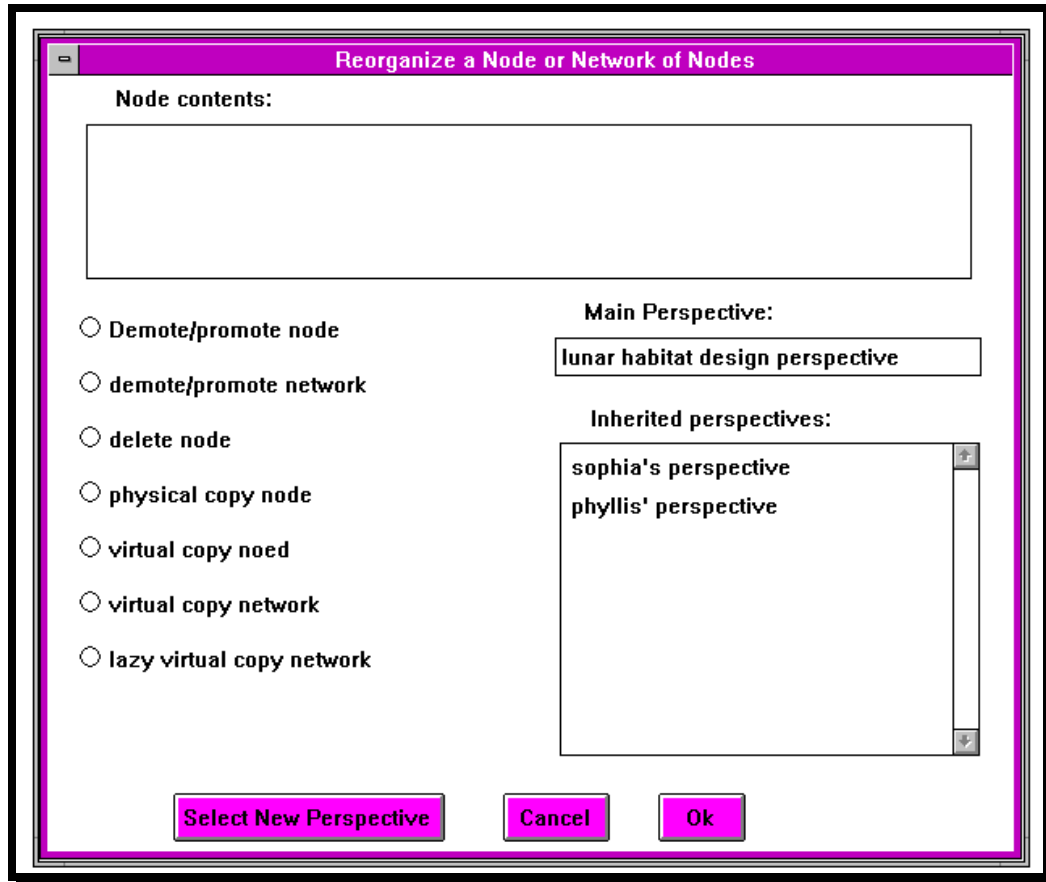 Reorganize a Node or Network of Nodes
Node contents:
Demote/promote node
demote/promote network
delete node
physical copy node
virtual copy noed
virtual copy network
lazy virtual copy network
Main Perspective:
lunar habitat design perspective
Inherited perspectives:
sophia's perspective
phyllis' perspective
Select New Perspective
Cancel
Ok